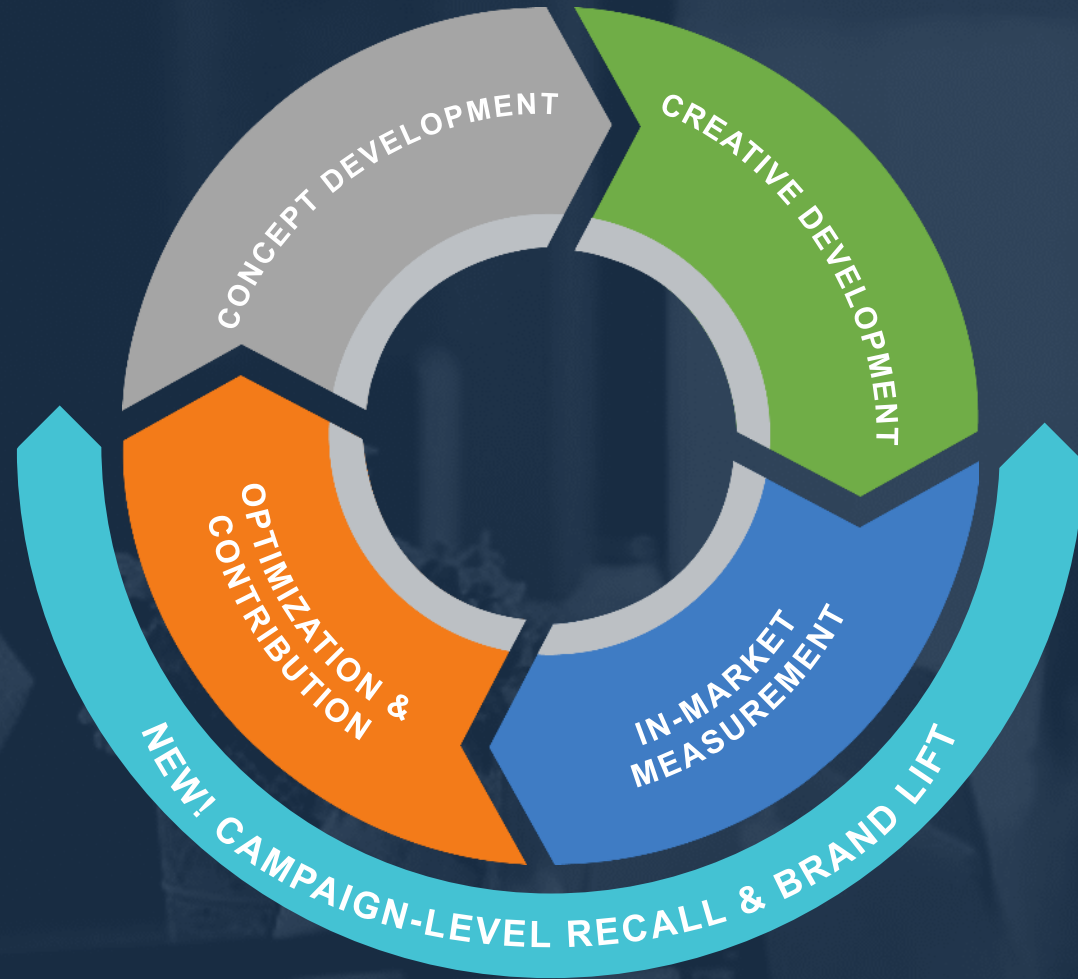 CONCEPT DEVELOPMENT
CREATIVE DEVELOPMENT
IN-MARKET
MEASUREMENT
OPTIMIZATION &
CONTRIBUTION
NEW! CAMPAIGN-LEVEL RECALL & BRAND LIFT